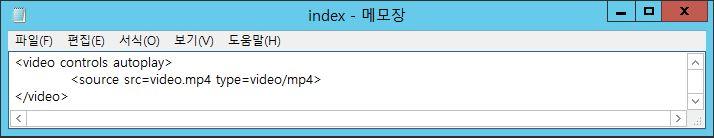 index - 메모장
파일(F) 편집(E) 서식(O) 보기(V) 도움말(H)
<video controls autoplay>
<source src=video.mp4 type=video/mp4>
</video>